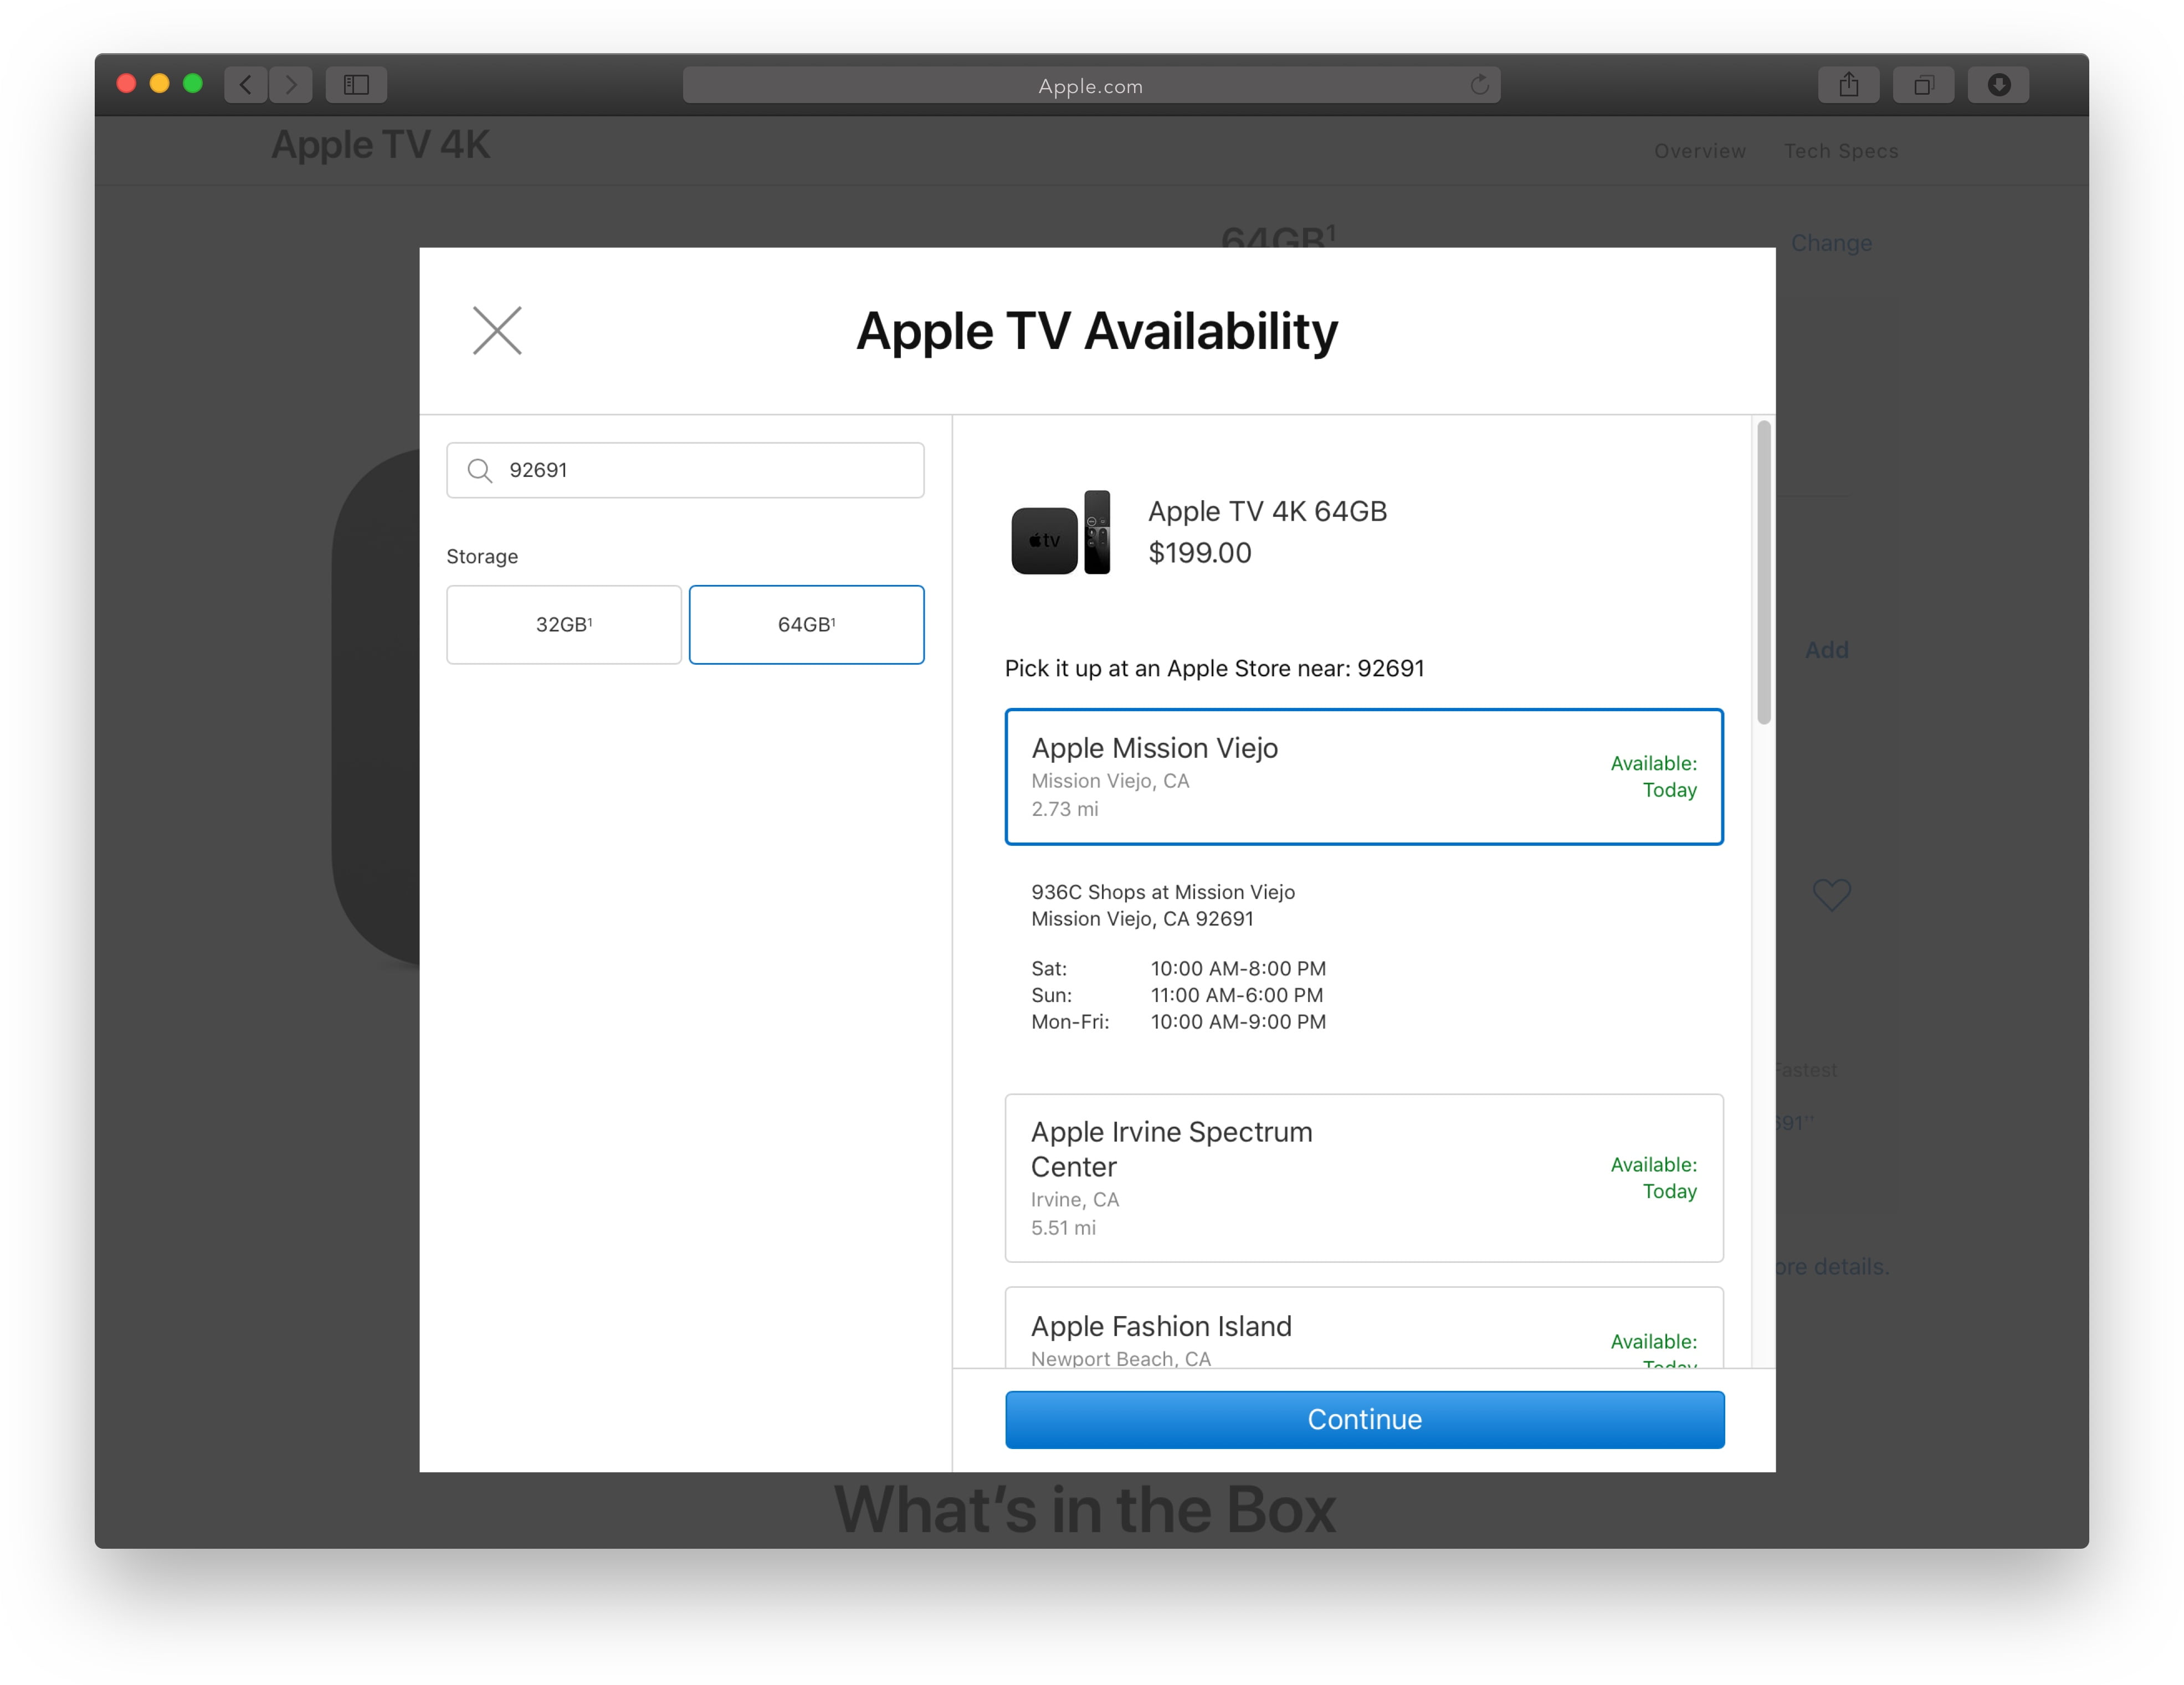 Apple.com
Apple TV 4K
Overview
Tech Specs
64GB¹
Change
Apple TV Availability
92691
Storage
32GB¹
64GB¹
tv
Apple TV 4K 64GB
$199.00
Add
Pick it up at an Apple Store near: 92691
Apple Mission Viejo
Mission Viejo, CA
2.73 mi
Available:
Today
936C Shops at Mission Viejo
Mission Viejo, CA 92691
Sat: 10:00 AM-8:00 PM
Sun: 11:00 AM-6:00 PM
Mon-Fri: 10:00 AM-9:00 PM
Fastest
Apple Irvine Spectrum
Center
Irvine, CA
5.51 mi
Available:
Today
details.
Apple Fashion Island
Newport Beach, CA
Available:
Today
Continue
What's in the Box